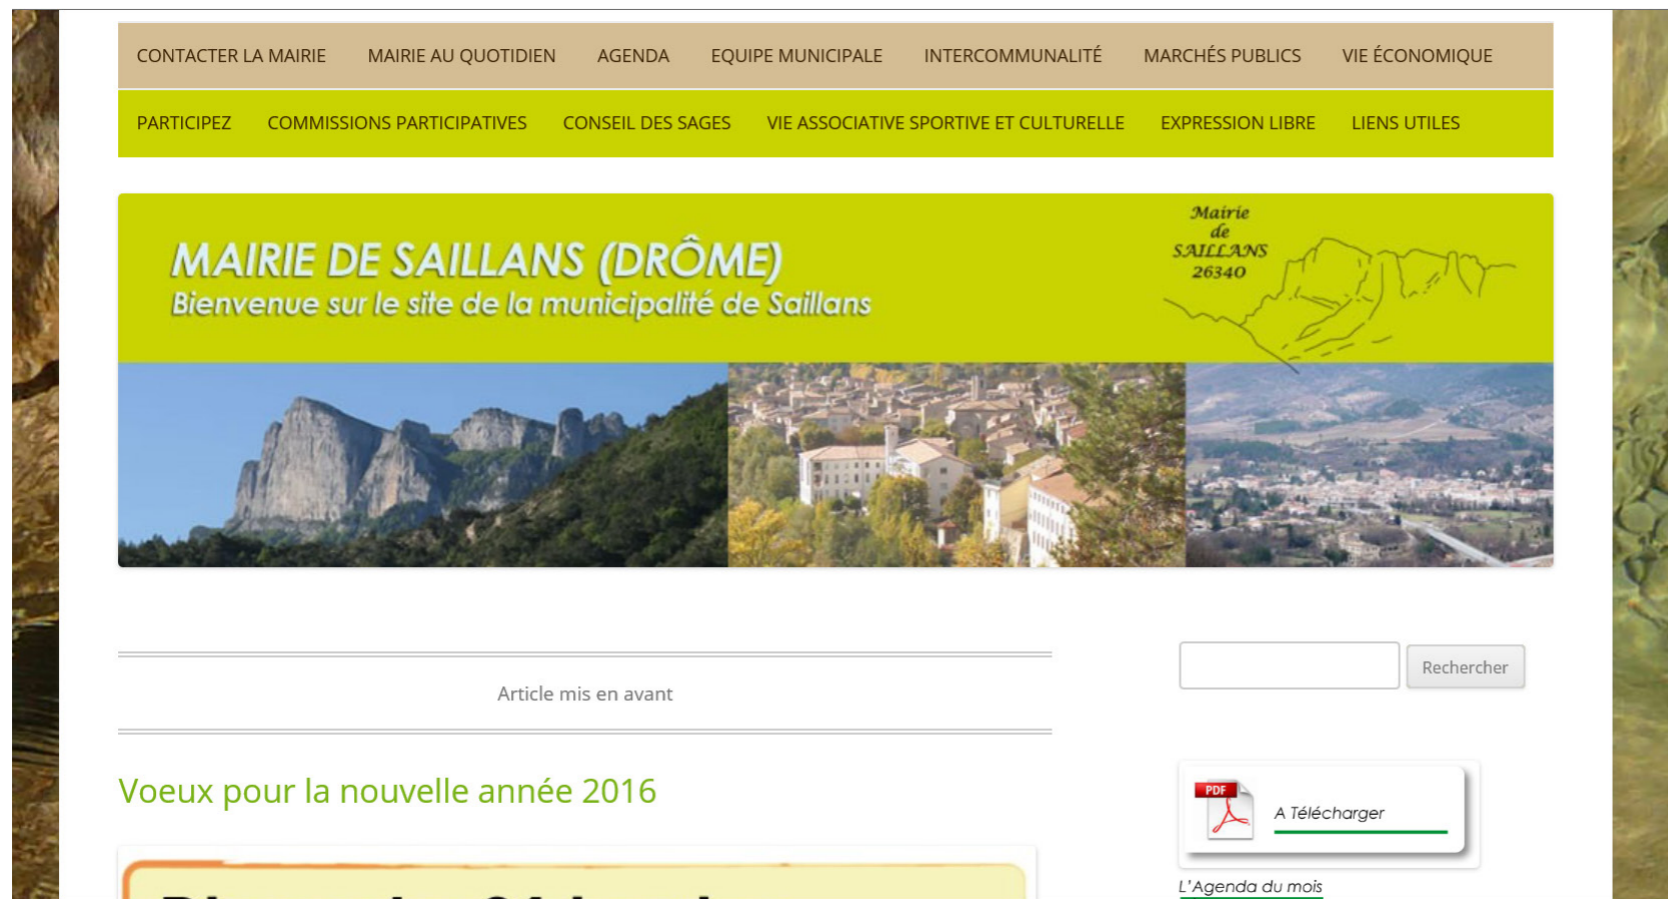 CONTACTER LA MAIRIE MAIRIE AU QUOTIDIEN AGENDA EQUIPE MUNICIPALE INTERCOMMUNALITÉ MARCHÉS PUBLICS VIE ÉCONOMIQUE
PARTICIPEZ COMMISSIONS PARTICIPATIVES CONSEIL DES SAGES VIE ASSOCIATIVE SPORTIVE ET CULTURELLE EXPRESSION LIBRE LIENS UTILES
MAIRIE DE SAILLANS (DRÔME)
Bienvenue sur le site de la municipalité de Saillans
Mairie
de
SAILLANS
26340
Article mis en avant
Rechercher
Voeux pour la nouvelle année 2016
PDF
A Télécharger
L'Agenda du mois